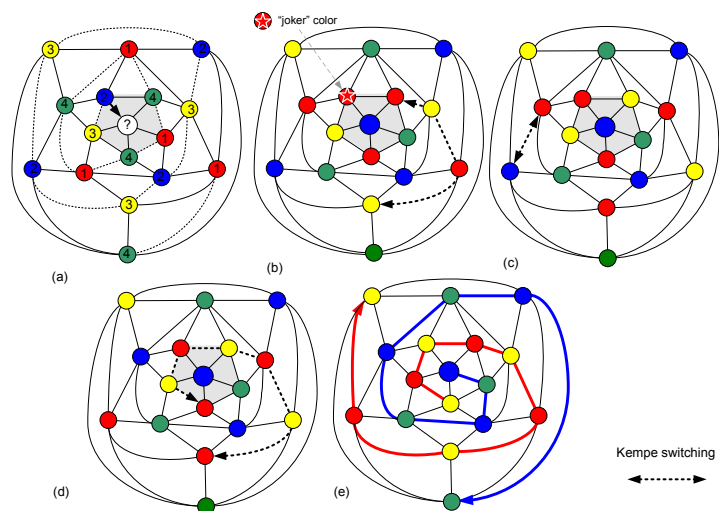 "joker" color
3 1 2
2 4
4 3
? 
3 1
4
2 1 2 1
3
4
(a) (b) (c)
(d) (e)
Kempe switching